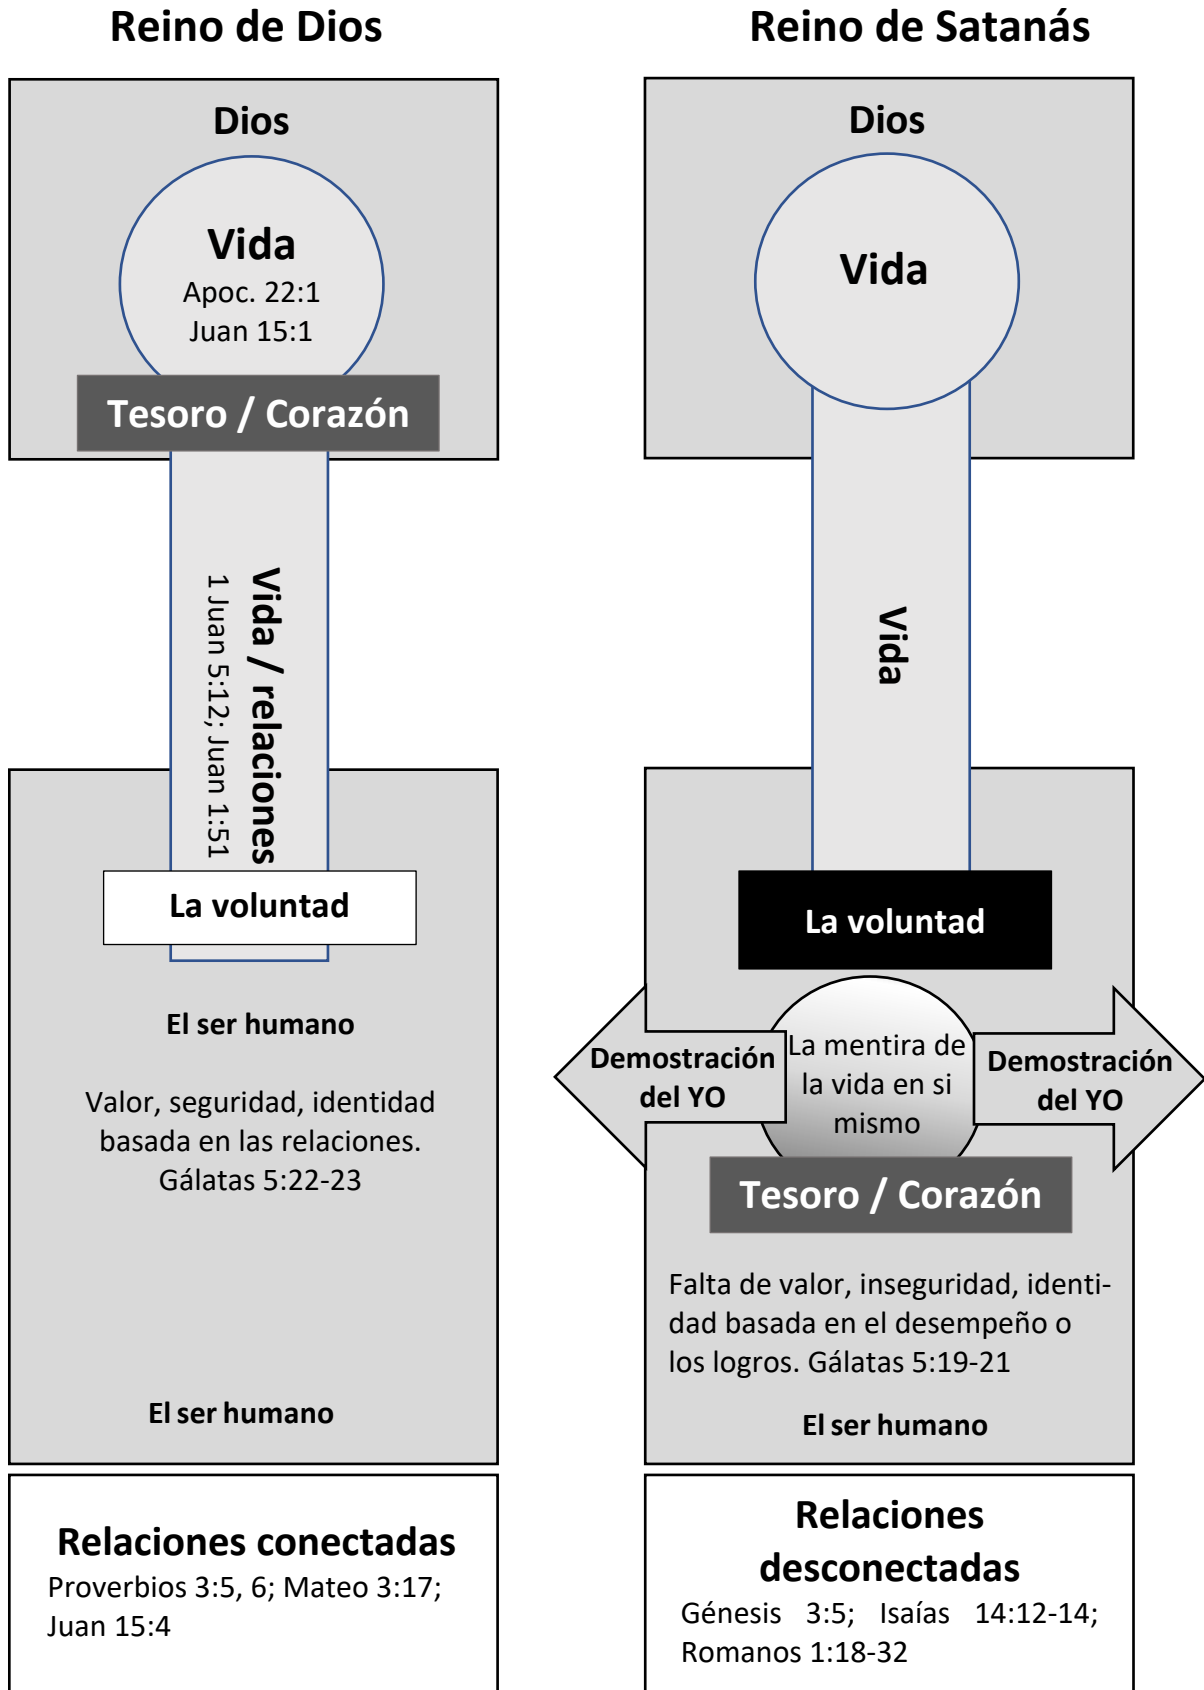 Reino de Dios
Dios
Vida
Apoc. 22:1
Juan 15:1
Tesoro / Corazón
Vida / relaciones
1 Juan 5:12; Juan 1:51
La voluntad
El ser humano
Valor, seguridad, identidad
basada en las relaciones.
Gálatas 5:22-23
El ser humano
Relaciones conectadas
Proverbios 3:5, 6; Mateo 3:17;
Juan 15:4
Reino de Satanás
Dios
Vida
Vida
La voluntad
Demostración
del YO
La mentira de
la vida en si
mismo
Demostración
del YO
Tesoro / Corazón
Falta de valor, inseguridad, identi-
dad basada en el desempeño o
los logros. Gálatas 5:19-21
El ser humano
Relaciones
desconectadas
Génesis 3:5; Isaías 14:12-14;
Romanos 1:18-32